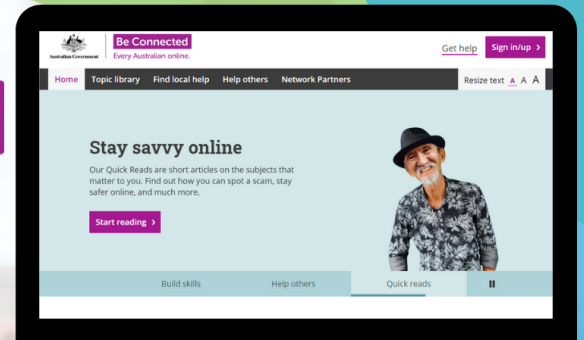 Australian Government
Be Connected
Every Australian online.
Get help
Sign in/up >
Home
Topic library
Find local help
Help others
Network Partners
Resize text A A A
Stay savvy online
Our Quick Reads are short articles on the subjects that
matter to you. Find out how you can spot a scam, stay
safer online, and much more.
Start reading >
Build skills
Help others
Quick reads